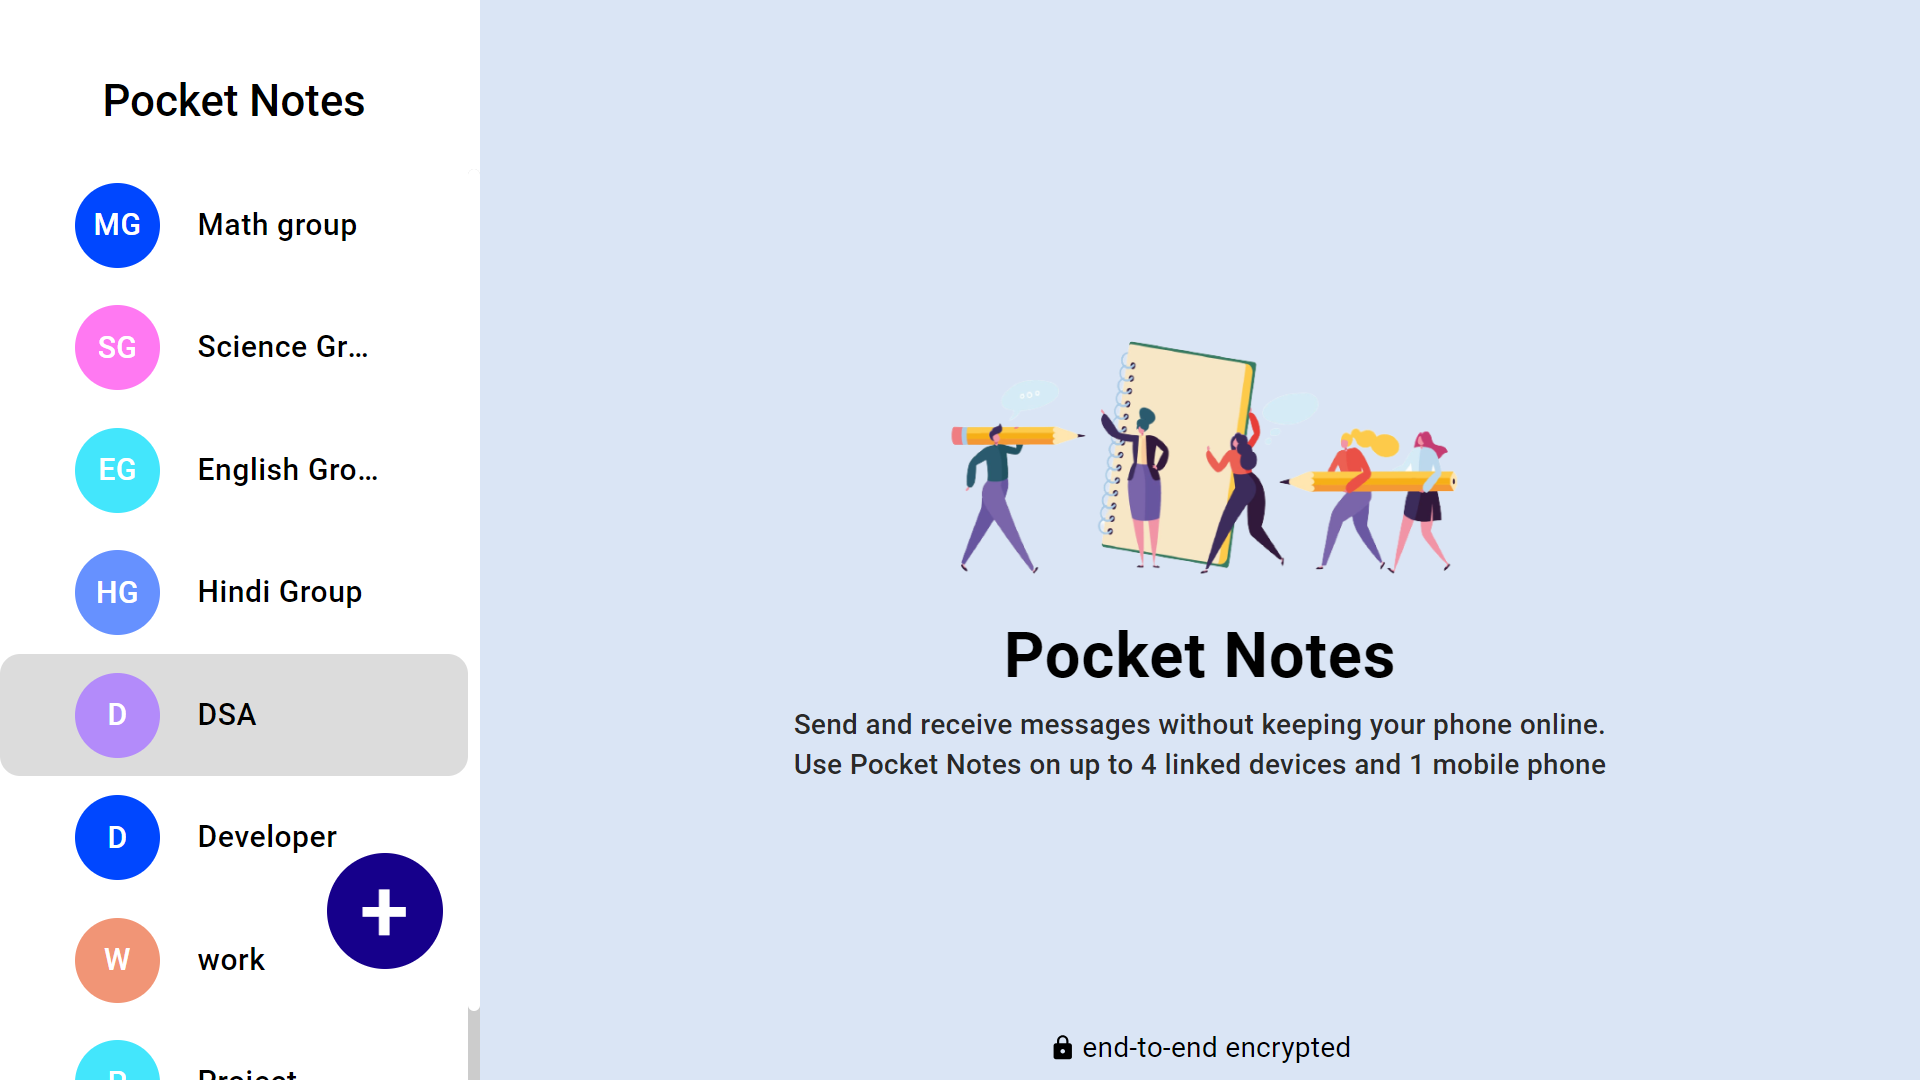 Pocket Notes
MG Math group
SG Science Gr...
EG English Gro...
HG Hindi Group
D DSA
D Developer
+
W work
Project
Pocket Notes
Send and receive messages without keeping your phone online.
Use Pocket Notes on up to 4 linked devices and 1 mobile phone
end-to-end encrypted